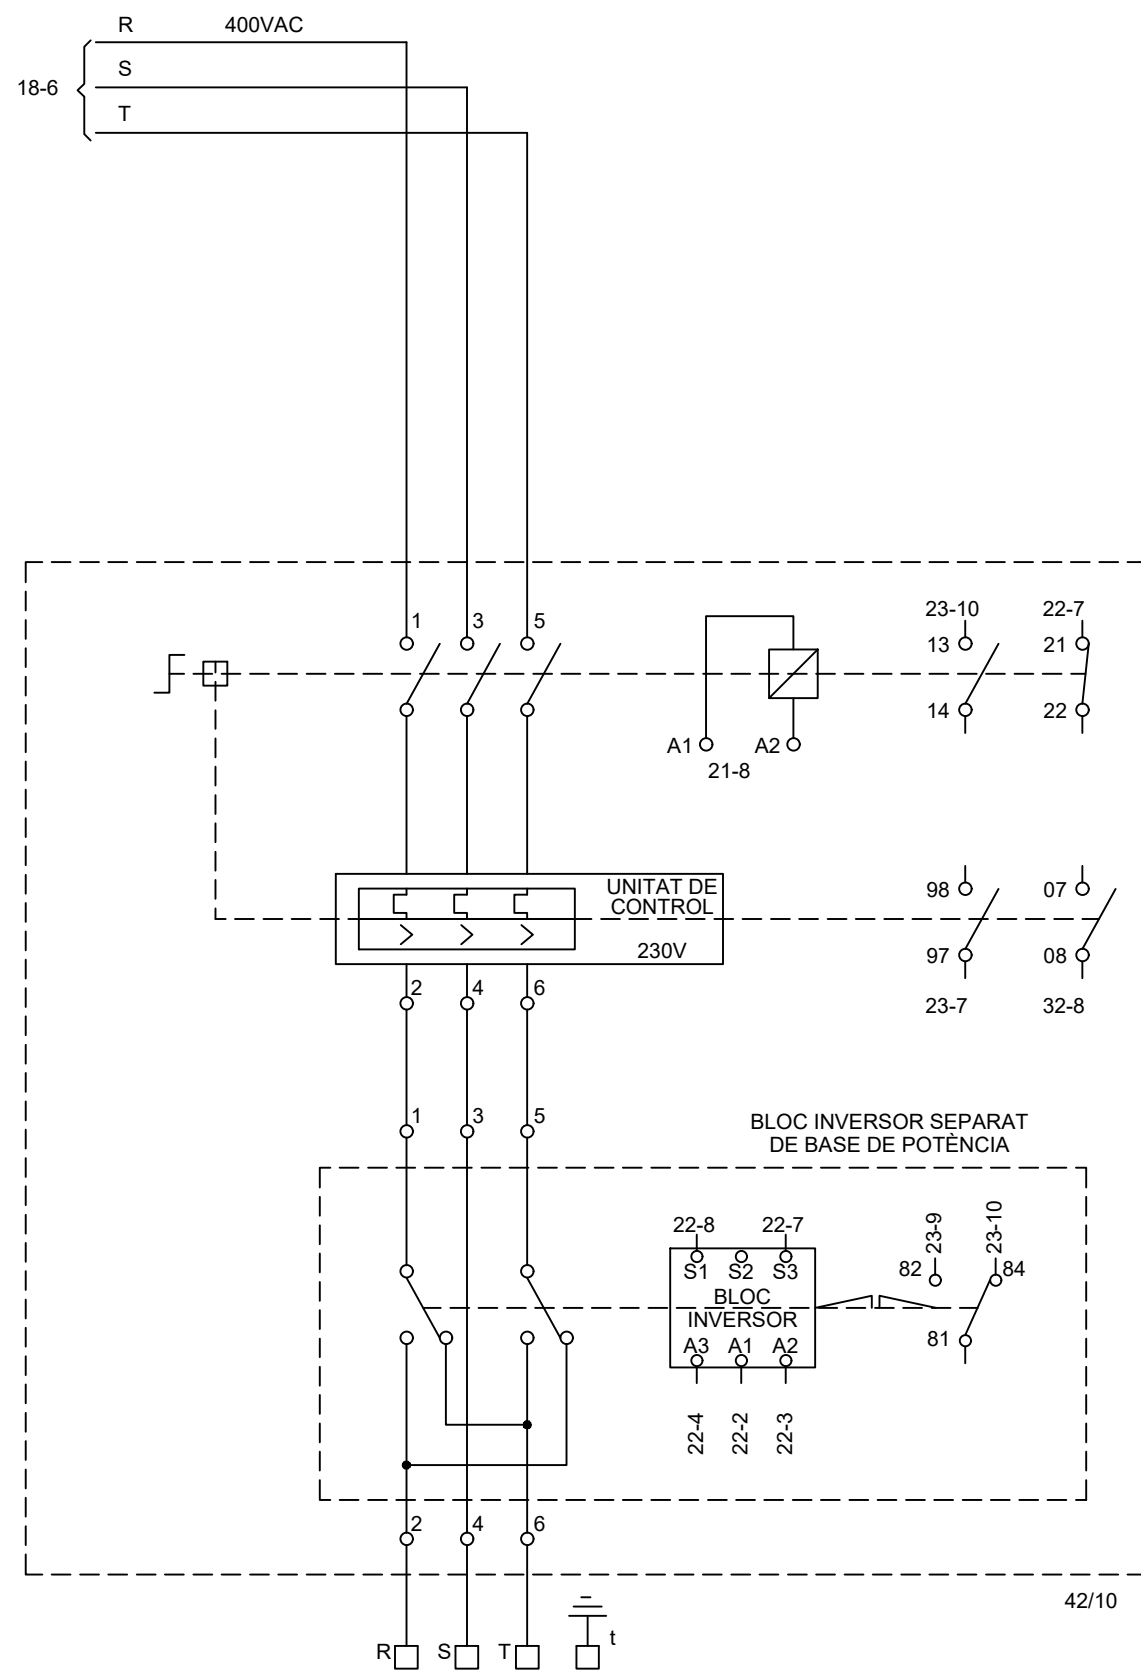 R 400VAC
S
18-6
T
1 3 5
23-10 22-7
13 21
14 22
A1 A2
21-8
UNITAT DE
CONTROL
230V
98 07
97 08
2 4 6
23-7 32-8
1 3 5
BLOC INVERSOR SEPARAT
DE BASE DE POTÈNCIA
22-8 22-7
23-9 23-10
S1 S2 S3
82 84
BLOC
INVERSOR
A3 A1 A2
81
22-4 22-2 22-3
2 4 6
42/10
R S T t